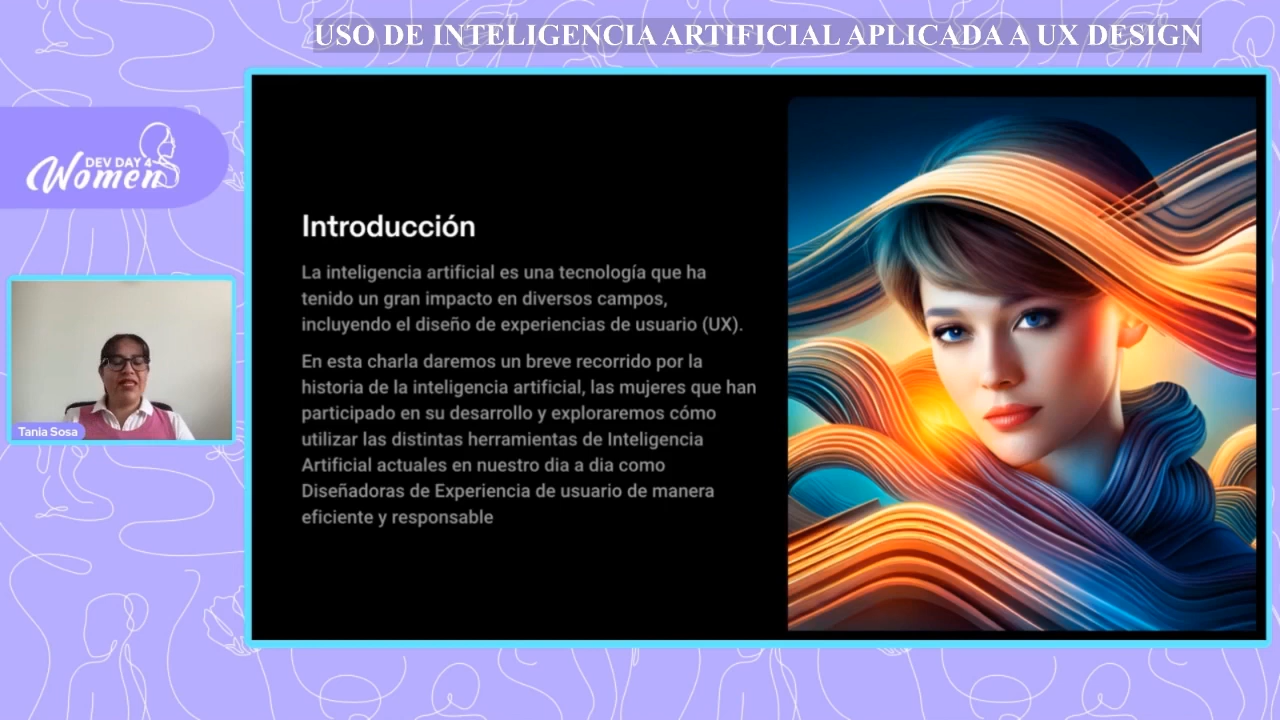 USO DE INTELIGENCIA ARTIFICIAL APLICADA A UX DESIGN
DEV DAY 4
Women
Introducción
La inteligencia artificial es una tecnología que ha
tenido un gran impacto en diversos campos,
incluyendo el diseño de experiencias de usuario (UX).
En esta charla daremos un breve recorrido por la
historia de la inteligencia artificial, las mujeres que han
participado en su desarrollo y exploraremos cómo
utilizar las distintas herramientas de Inteligencia
Artificial actuales en nuestro dia a dia como
Diseñadoras de Experiencia de usuario de manera
eficiente y responsable
Tania Sosa